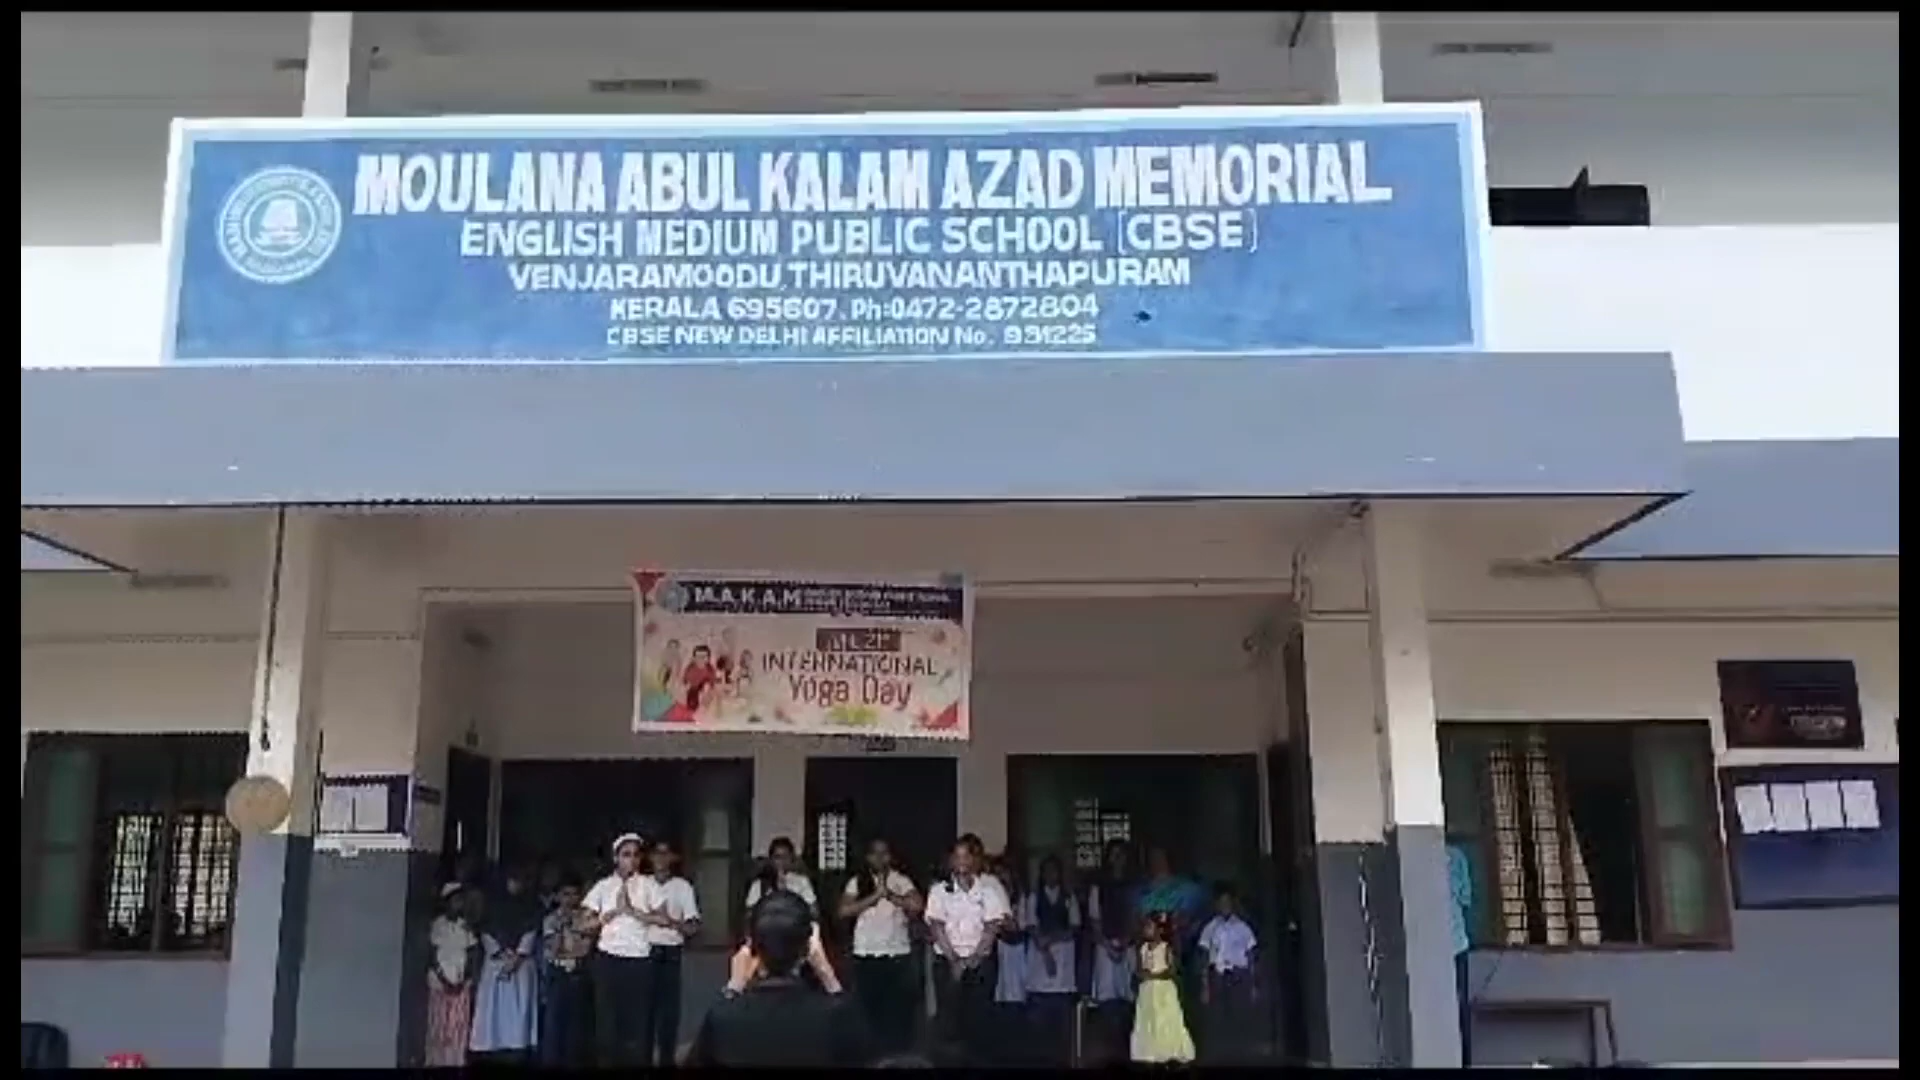 MOULANA ABUL KALAM AZAD MEMORIAL
ENGLISH MEDIUM PUBLIC SCHOOL [CBSE]
VENJARAMOODU, THIRUVANANTHAPURAM
KERALA 695607. Ph:0472-2872804
CBSE NEW DELHI AFFILIATION No. 931225
M.A.K.A.M
INTERNATIONAL
Yoga Day